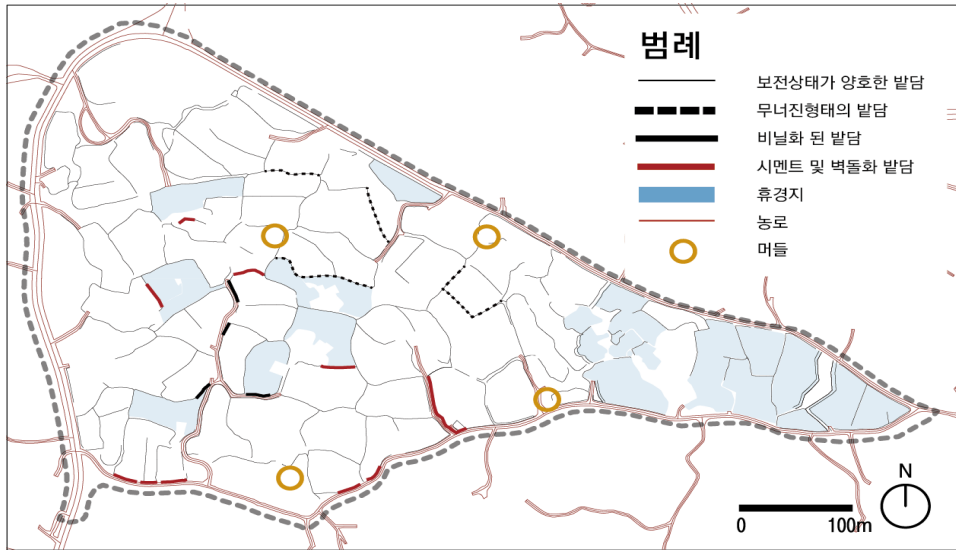 범례
보전상태가 양호한 밭담
무너진형태의 밭담
비닐화 된 밭담
시멘트 및 벽돌화 밭담
휴경지
농로
머들
N
0 100m